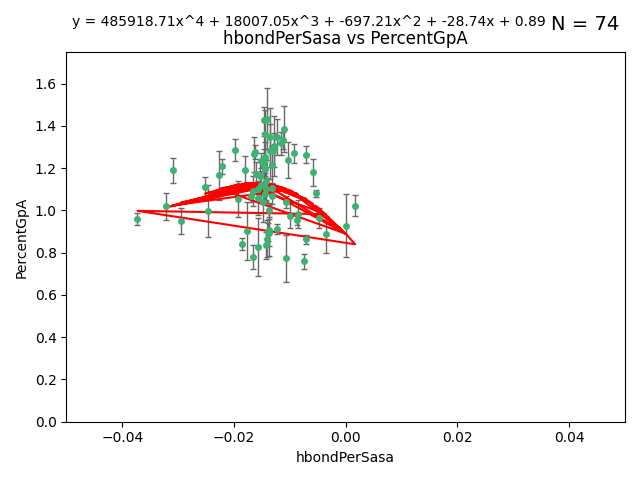 y = 485918.71x^4 + 18007.05x^3 + -697.21x^2 + -28.74x + 0.89
N = 74
hbondPerSasa vs PercentGpA
PercentGpA
1.6
1.4
1.2
1.0
0.8
0.6
0.4
0.2
0.0
−0.04 −0.02 0.00 0.02 0.04
hbondPerSasa